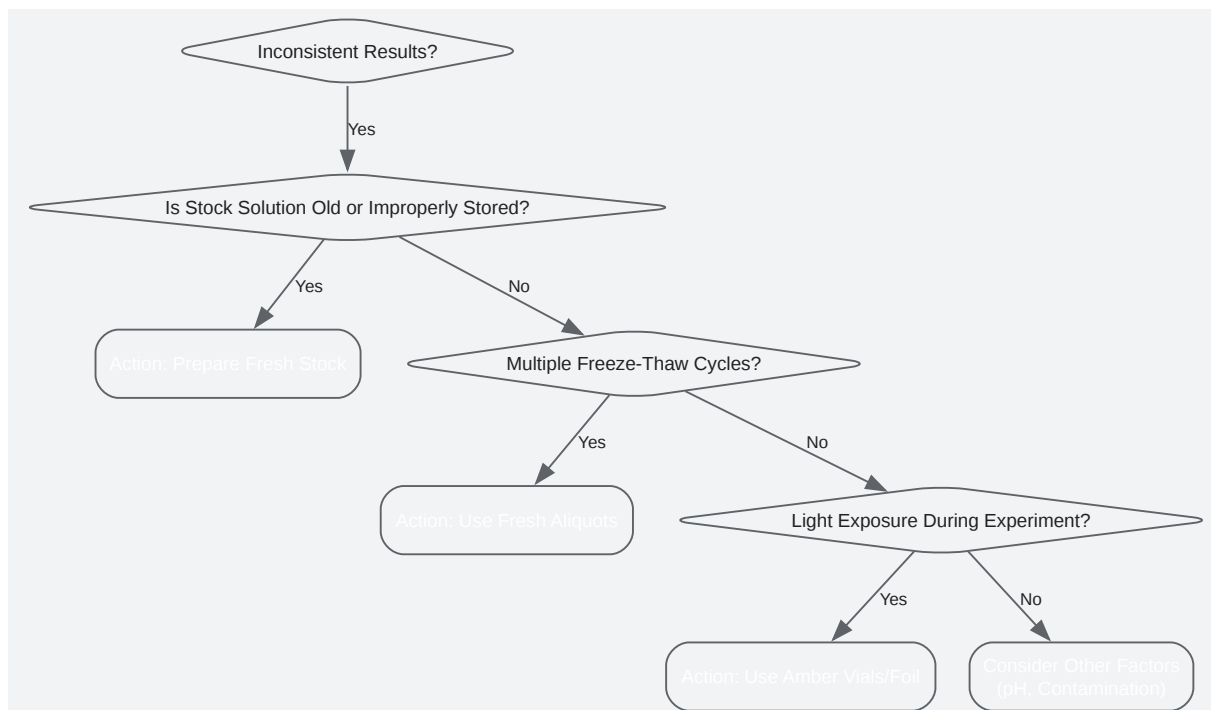 Inconsistent Results?
Yes
Is Stock Solution Old or Improperly Stored?
Yes
No
Action: Prepare Fresh Stock
Multiple Freeze-Thaw Cycles?
Yes
No
Action: Use Fresh Aliquots
Light Exposure During Experiment?
Yes
No
Action: Use Amber Vials/Foil
Consider Other Factors
(pH, Contamination)